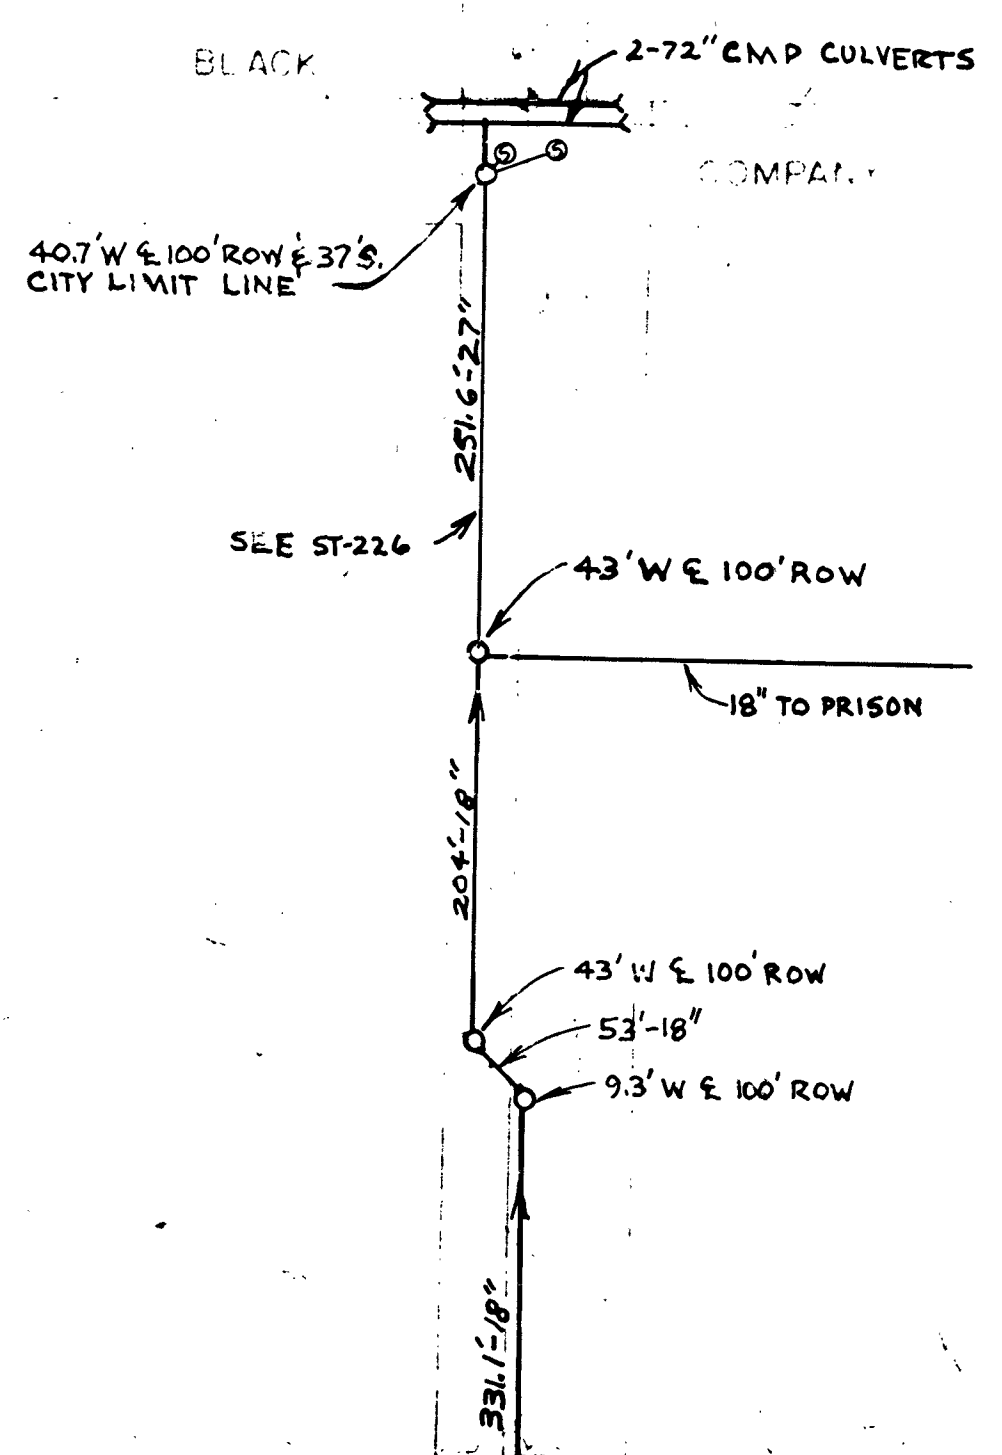 BLACK
2-72" CMP CULVERTS
S S
COMPANY
40.7'W ℄ 100'ROW & 37'S.
CITY LIMIT LINE
251.6'-27"
SEE ST-226
43'W ℄ 100'ROW
18" TO PRISON
204'-18"
43'W ℄ 100'ROW
53'-18"
9.3'W ℄ 100'ROW
331.1'-18"